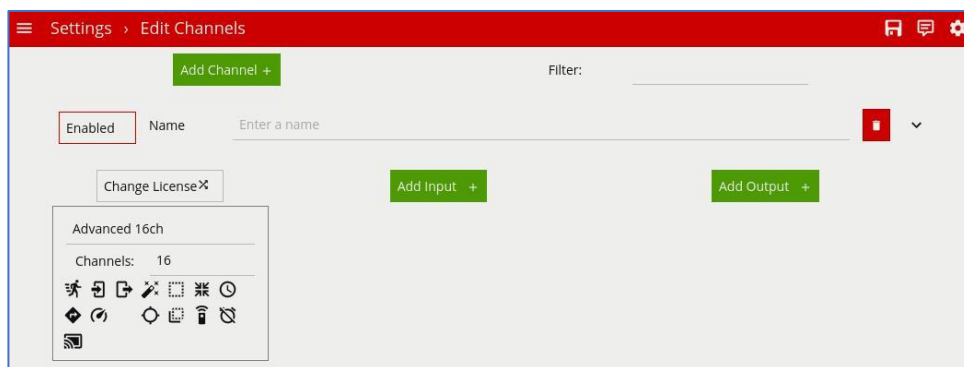 Settings › Edit Channels
Add Channel +
Filter:
Enabled
Name
Enter a name
Change License
Add Input +
Add Output +
Advanced 16ch
Channels: 16